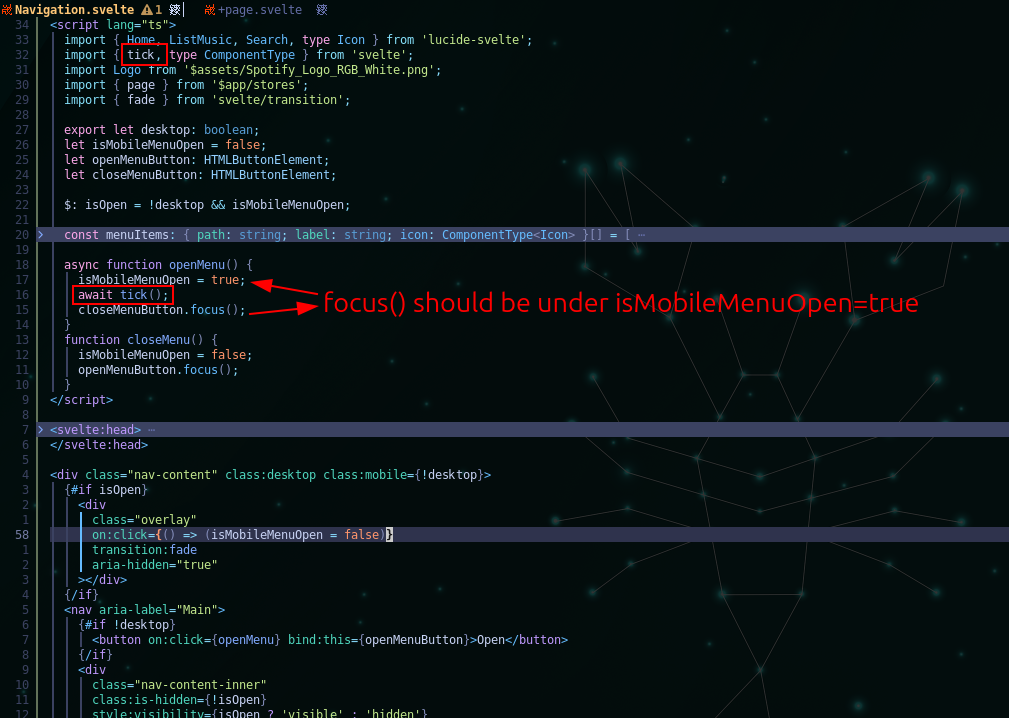 Navigation.svelte 1 +page.svelte
34 <script lang="ts">
33 import { Home, ListMusic, Search, type Icon } from 'lucide-svelte';
32 import { tick, type ComponentType } from 'svelte';
31 import Logo from '$assets/Spotify_Logo_RGB_White.png';
30 import { page } from '$app/stores';
29 import { fade } from 'svelte/transition';
28
27 export let desktop: boolean;
26 let isMobileMenuOpen = false;
25 let openMenuButton: HTMLButtonElement;
24 let closeMenuButton: HTMLButtonElement;
23
22 $: isOpen = !desktop && isMobileMenuOpen;
21
20 const menuItems: { path: string; label: string; icon: ComponentType<Icon> }[] = [ ⋯
19
18 async function openMenu() {
17 isMobileMenuOpen = true;
16 await tick();
focus() should be under isMobileMenuOpen=true
15 closeMenuButton.focus();
14 }
13 function closeMenu() {
12 isMobileMenuOpen = false;
11 openMenuButton.focus();
10 }
9 </script>
8
7 <svelte:head> ⋯
6 </svelte:head>
5
4 <div class="nav-content" class:desktop class:mobile={!desktop}>
3 {#if isOpen}
2 <div
1 class="overlay"
58 on:click={() => (isMobileMenuOpen = false)}
1 transition:fade
2 aria-hidden="true"
3 ></div>
4 {/if}
5 <nav aria-label="Main">
6 {#if !desktop}
7 <button on:click={openMenu} bind:this={openMenuButton}>Open</button>
8 {/if}
9 <div
10 class="nav-content-inner"
11 class:is-hidden={!isOpen}
12 style:visibility={isOpen ? 'visible' : 'hidden'}